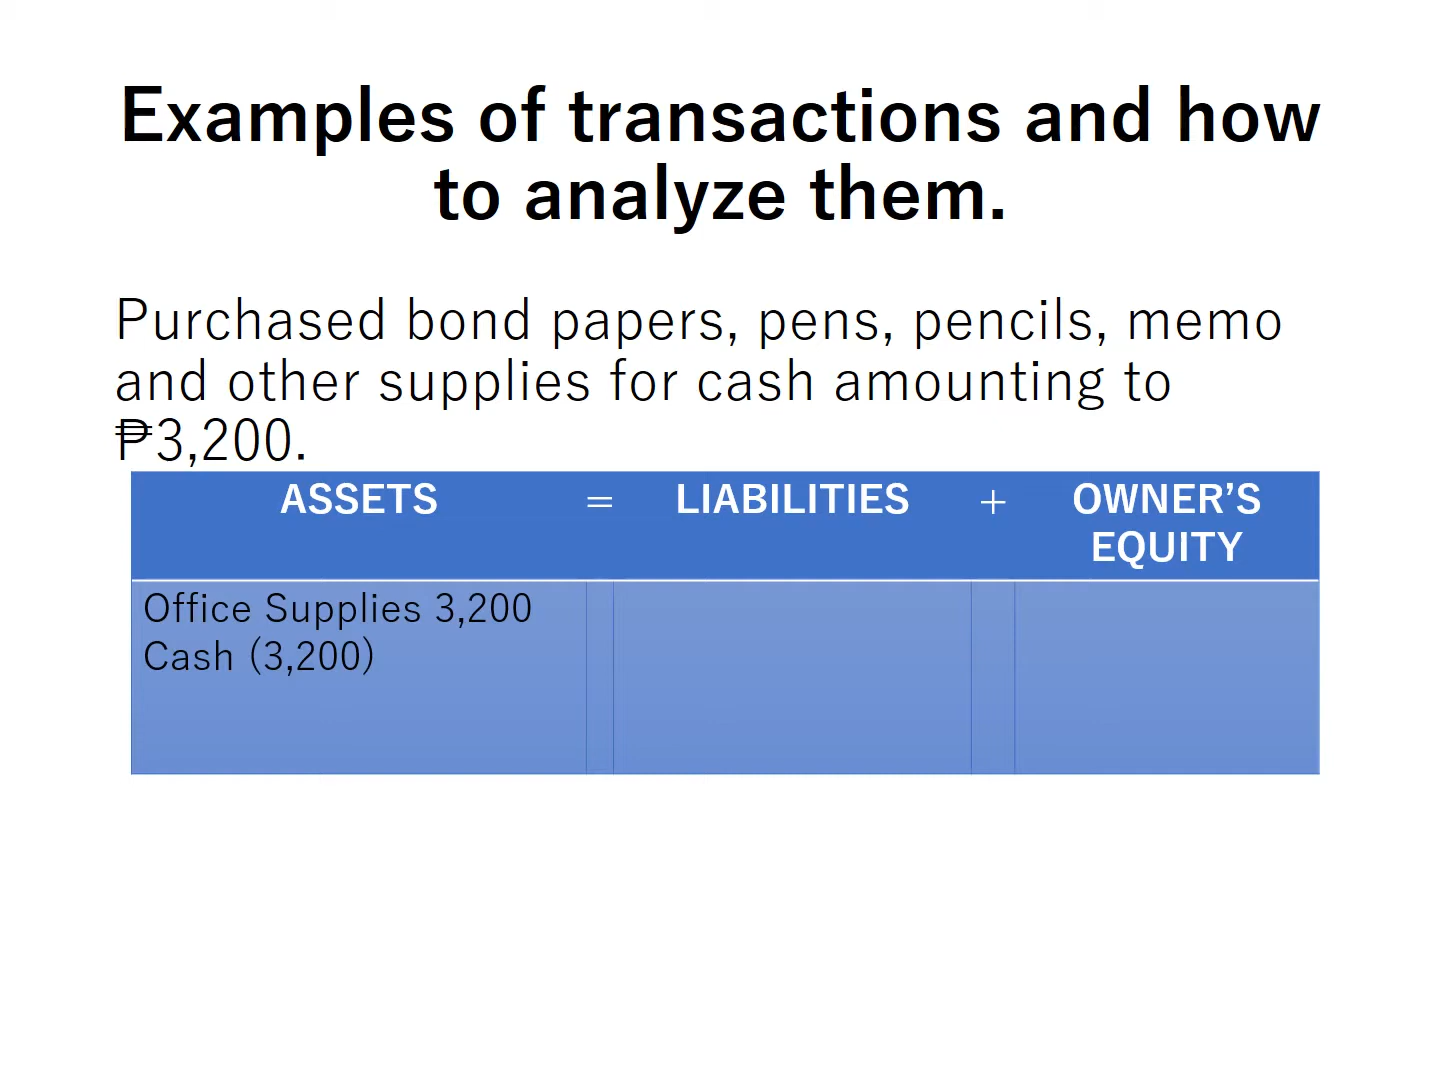 Examples of transactions and how
to analyze them.
Purchased bond papers, pens, pencils, memo
and other supplies for cash amounting to
₱3,200.
ASSETS = LIABILITIES + OWNER’S
EQUITY
Office Supplies 3,200
Cash (3,200)